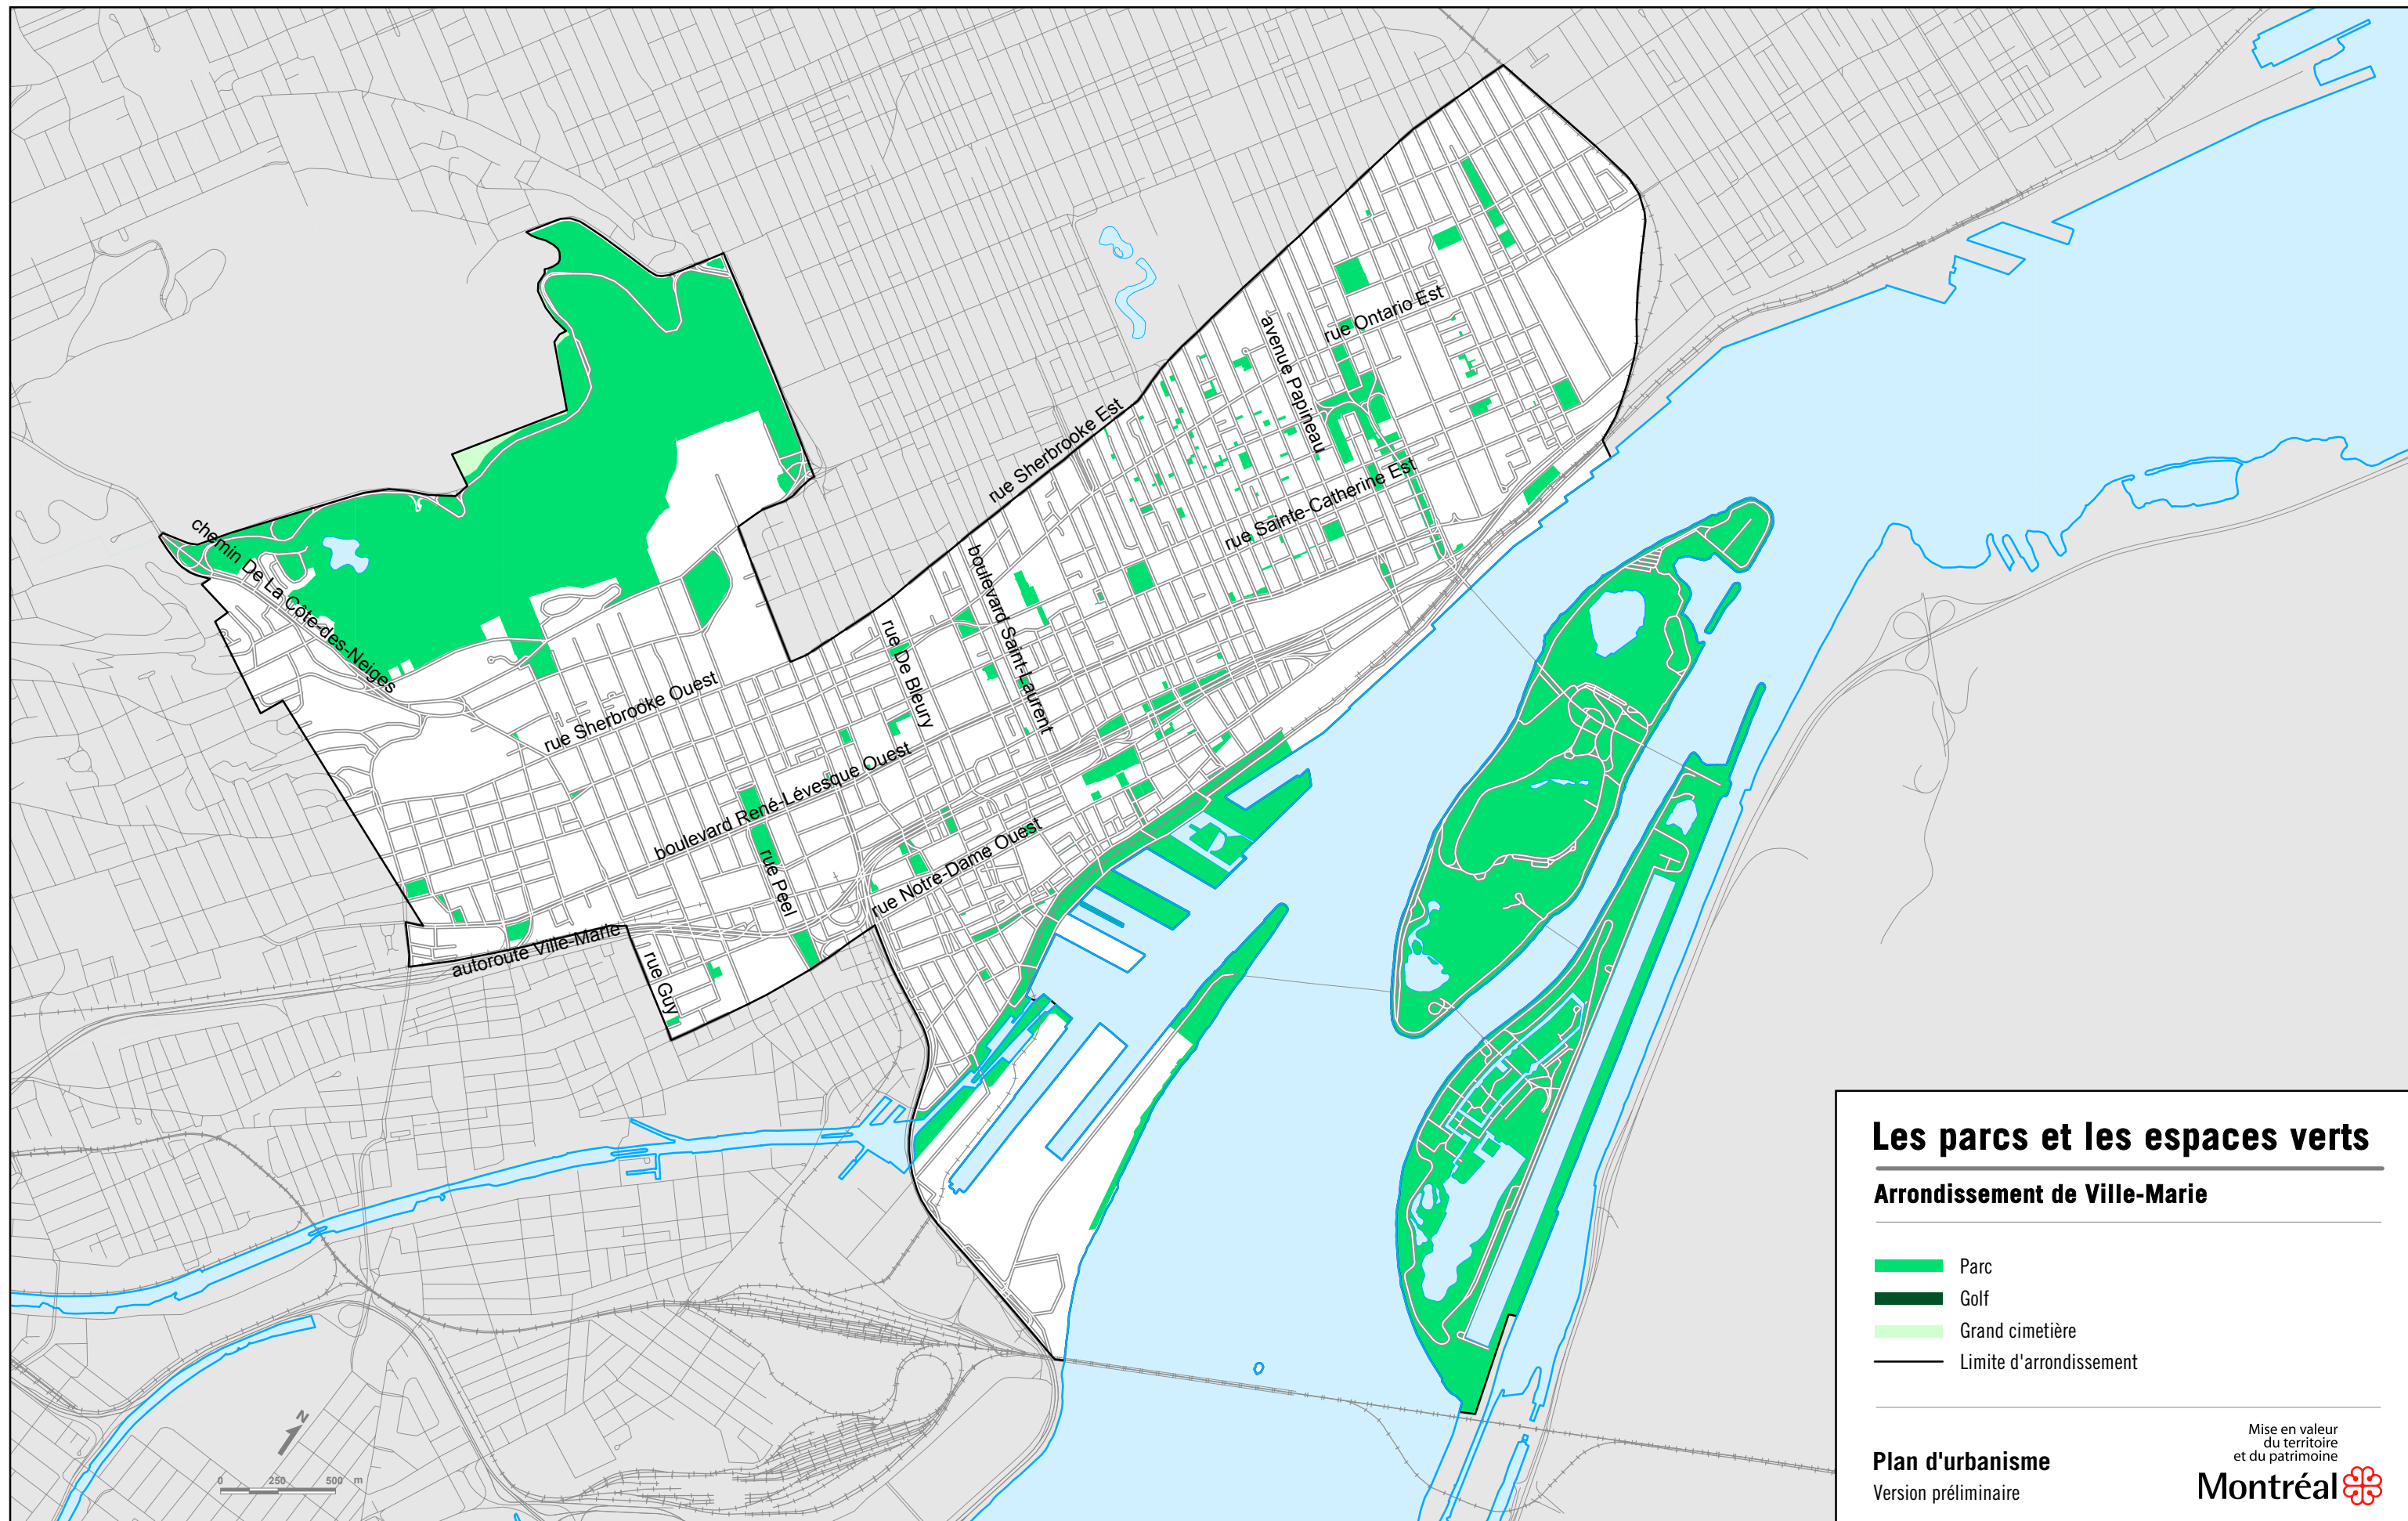 rue Ontario Est
avenue Papineau
rue Sherbrooke Est
rue Sainte-Catherine Est
chemin De La Côte-des-Neiges
boulevard Saint-Laurent
rue De Bleury
rue Sherbrooke Ouest
boulevard René-Lévesque Ouest
rue Peel
rue Notre-Dame Ouest
autoroute Ville-Marie
rue Guy
N
0 250 500 m
Les parcs et les espaces verts
Arrondissement de Ville-Marie
Parc
Golf
Grand cimetière
Limite d'arrondissement
Plan d'urbanisme
Version préliminaire
Mise en valeur
du territoire
et du patrimoine
Montréal